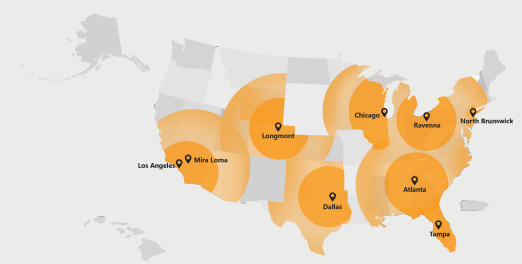 Chicago
North Brunswick
Ravenna
Longmont
Los Angeles
Mira Loma
Atlanta
Dallas
Tampa